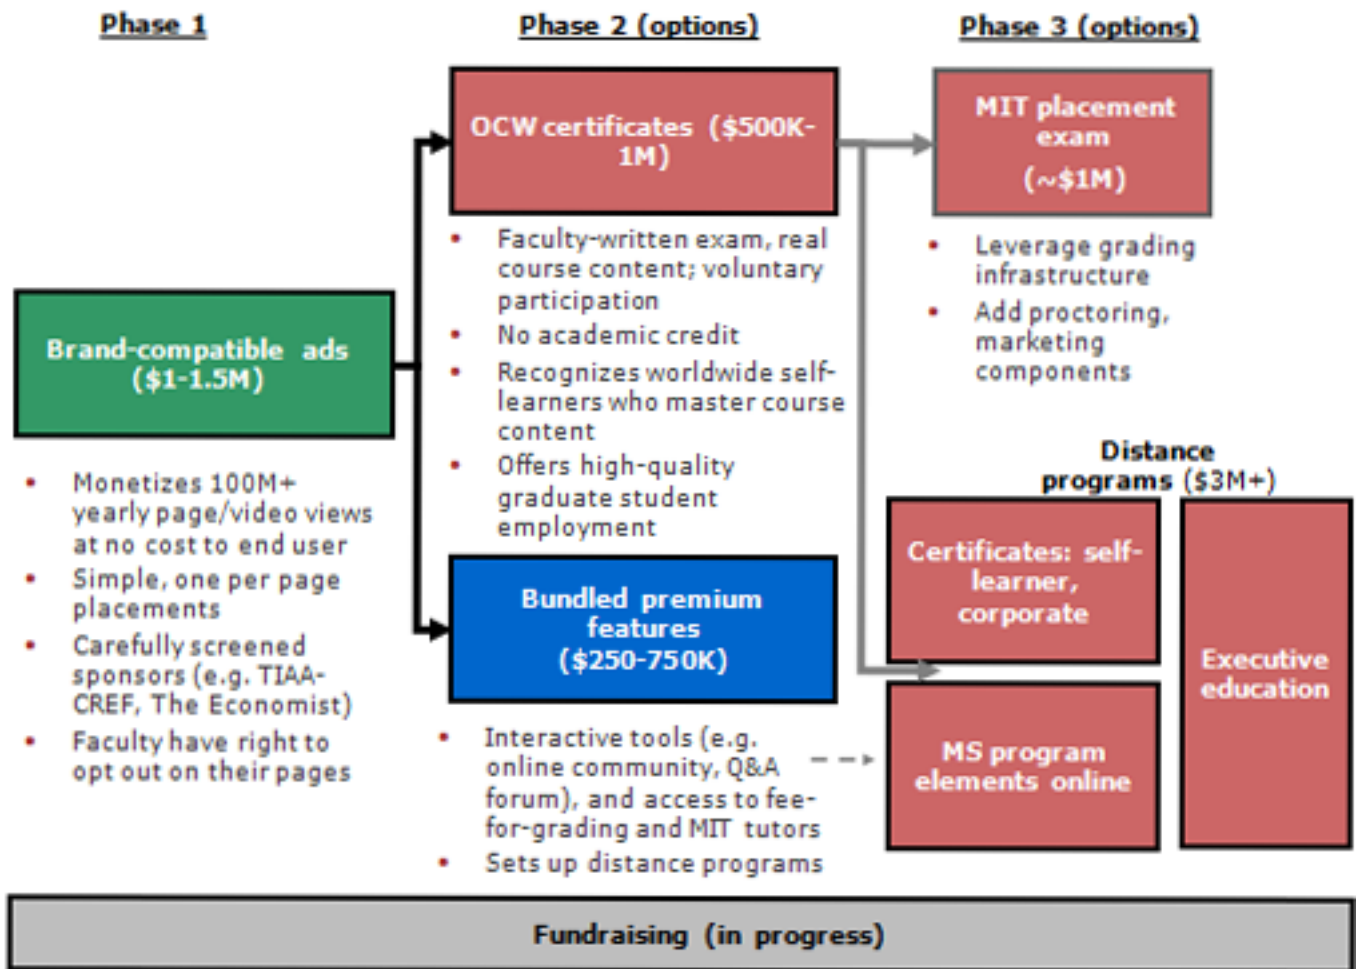 Phase 1
Phase 2 (options)
Phase 3 (options)
Brand-compatible ads
($1-1.5M)
• Monetizes 100M+
yearly page/video views
at no cost to end user
• Simple, one per page
placements
• Carefully screened
sponsors (e.g. TIAA-
CREF, The Economist)
• Faculty have right to
opt out on their pages
OCW certificates ($500K-
1M)
• Faculty-written exam, real
course content; voluntary
participation
• No academic credit
• Recognizes worldwide self-
learners who master course
content
• Offers high-quality
graduate student
employment
Bundled premium
features
($250-750K)
• Interactive tools (e.g.
online community, Q&A
forum), and access to fee-
for-grading and MIT tutors
• Sets up distance programs
MIT placement
exam
(~$1M)
• Leverage grading
infrastructure
• Add proctoring,
marketing
components
Distance
programs ($3M+)
Certificates: self-
learner,
corporate
MS program
elements online
Executive
education
Fundraising (in progress)